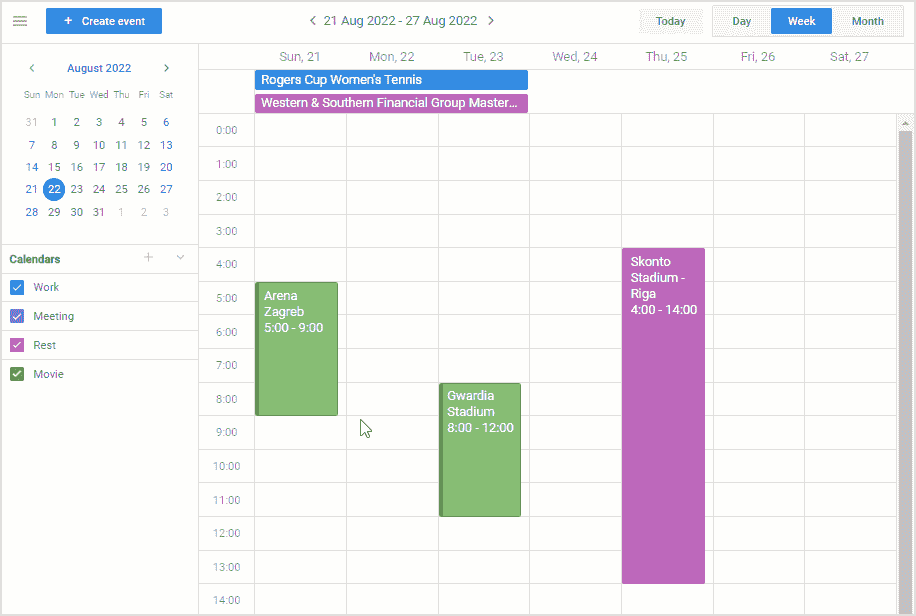 + Create event
21 Aug 2022 - 27 Aug 2022
Today
Day
Week
Month
August 2022
Sun Mon Tue Wed Thu Fri Sat
31 1 2 3 4 5 6
7 8 9 10 11 12 13
14 15 16 17 18 19 20
21 22 23 24 25 26 27
28 29 30 31 1 2 3
Calendars
Work
Meeting
Rest
Movie
Sun, 21
Mon, 22
Tue, 23
Wed, 24
Thu, 25
Fri, 26
Sat, 27
Rogers Cup Women's Tennis
Western & Southern Financial Group Master...
0:00
1:00
2:00
3:00
4:00
5:00
6:00
7:00
8:00
9:00
10:00
11:00
12:00
13:00
14:00
Arena
Zagreb
5:00 - 9:00
Gwardia
Stadium
8:00 - 12:00
Skonto
Stadium -
Riga
4:00 - 14:00